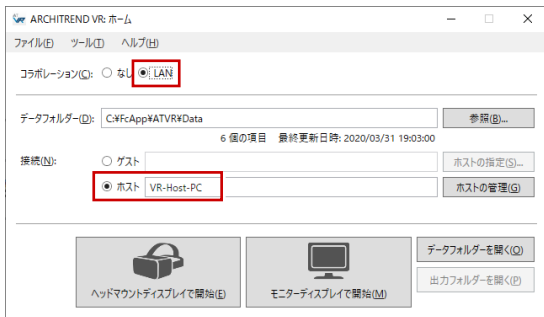 ARCHITREND VR: ホーム
ファイル(F) ツール(T) ヘルプ(H)
コラボレーション(C): なし LAN
データフォルダー(D): C:¥FcApp¥ATVR¥Data 参照(B)...
6 個の項目 最終更新日時: 2020/03/31 19:03:00
接続(N): ゲスト ホストの指定(S)...
ホスト VR-Host-PC ホストの管理(G)
ヘッドマウントディスプレイで開始(E) モニターディスプレイで開始(M) データフォルダーを開く(O)
出力フォルダーを開く(P)